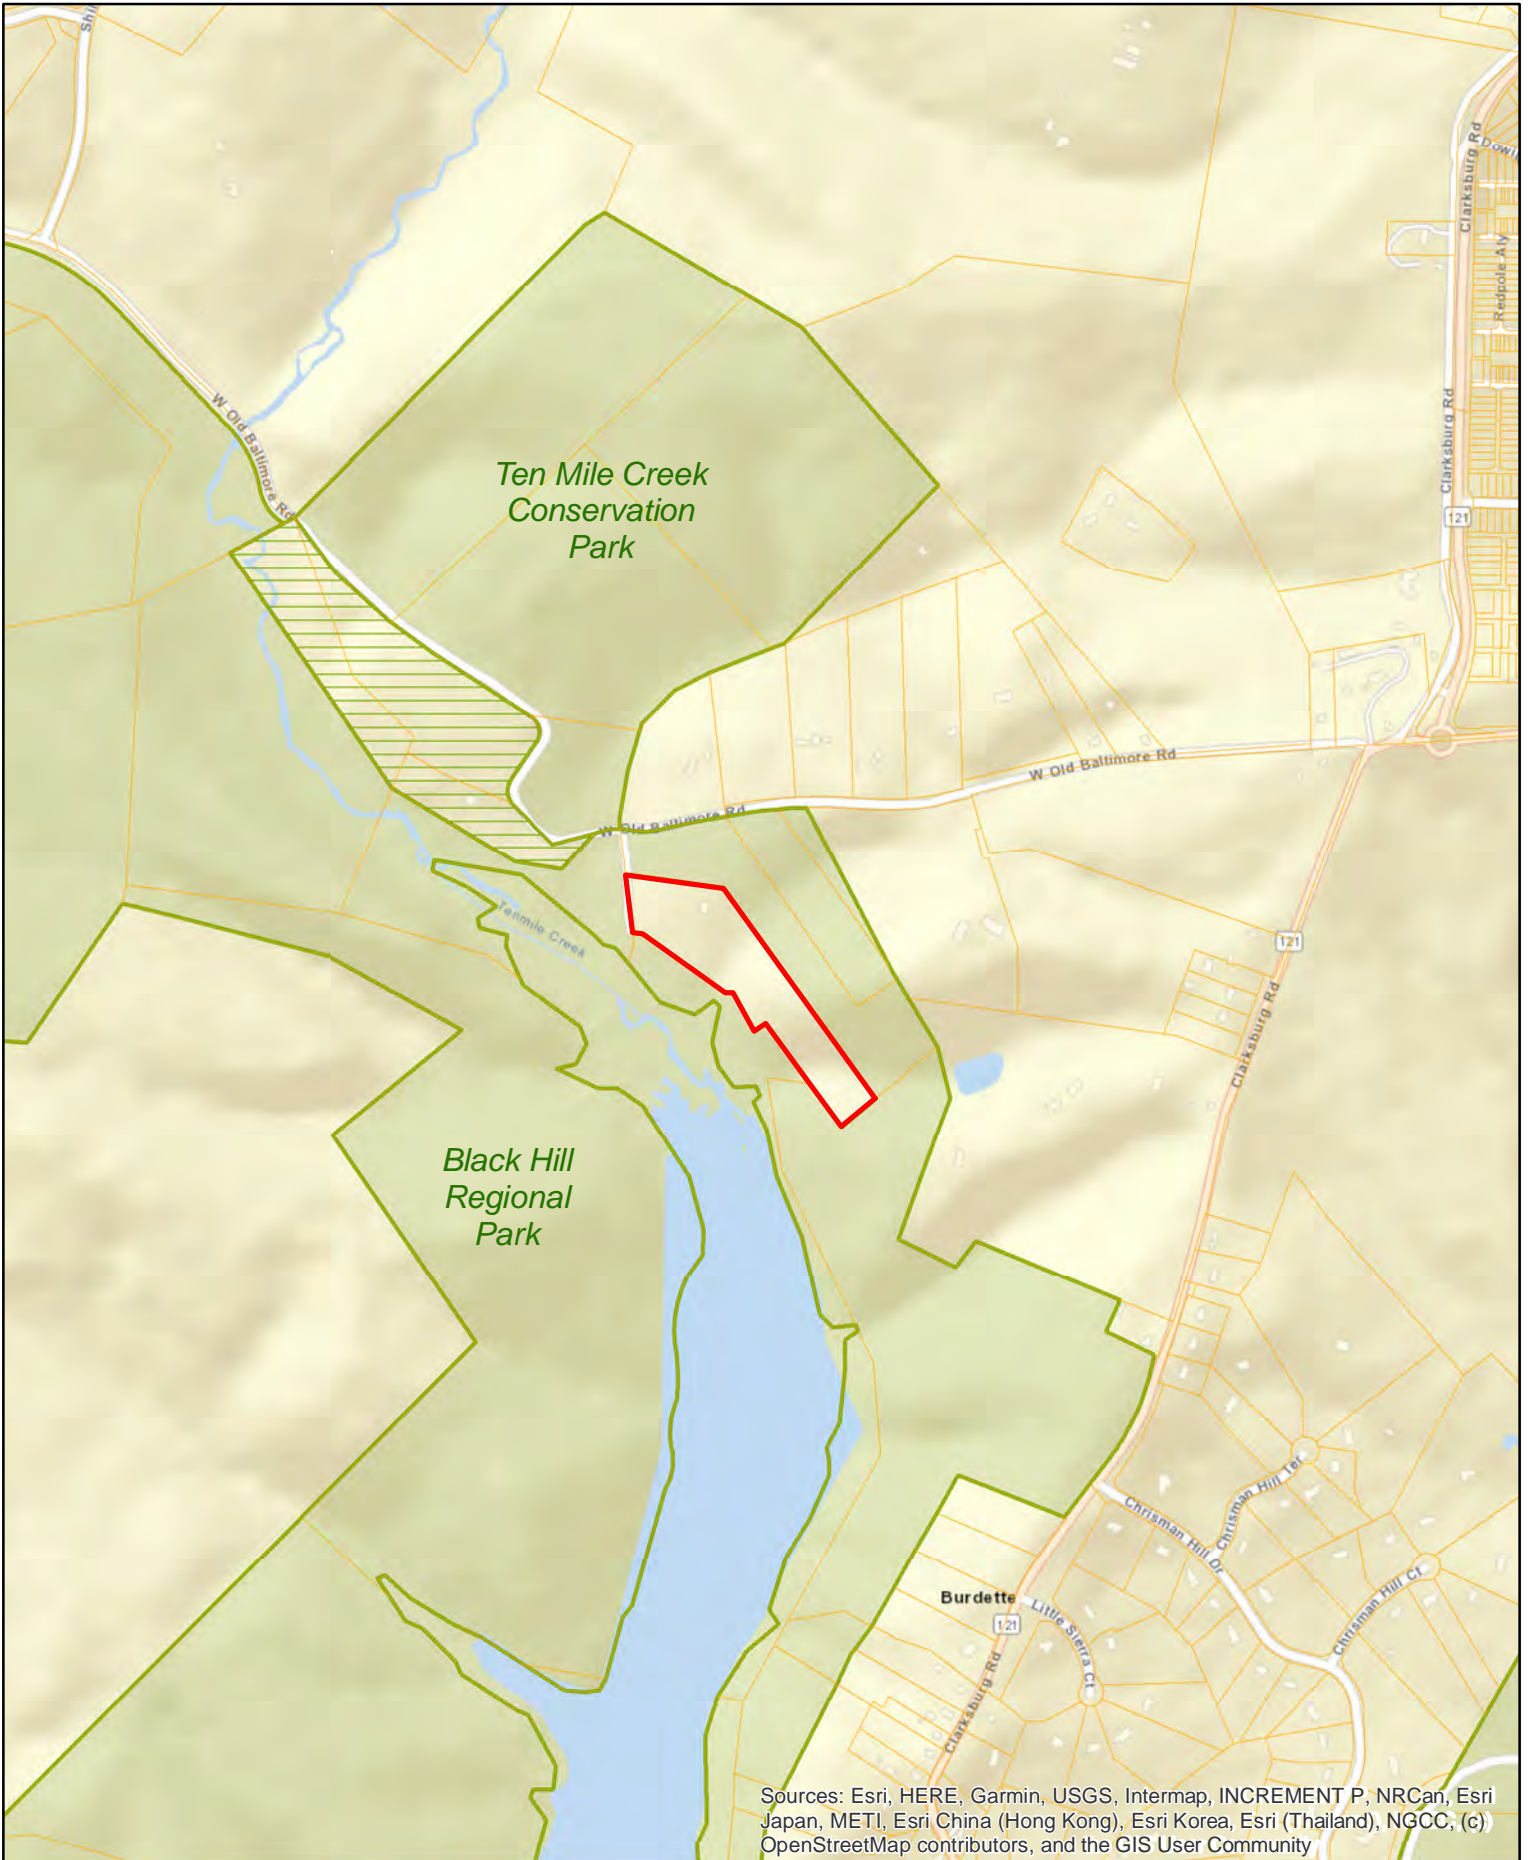 Shil
Clarksburg Rd
Dowli
Redpole Aly
W Old Baltimore Rd
Clarksburg Rd
Ten Mile Creek
Conservation
Park
121
W Old Baltimore Rd
W Old Baltimore Rd
Tenmile Creek
121
Clarksburg Rd
Black Hill
Regional
Park
Chrisman Hill Ter
Chrisman Hill Dr
Chrisman Hill Ct
Burdette
Little Sierra Ct
121
Clarksburg Rd
Sources: Esri, HERE, Garmin, USGS, Intermap, INCREMENT P, NRCan, Esri
Japan, METI, Esri China (Hong Kong), Esri Korea, Esri (Thailand), NGCC, (c)
OpenStreetMap contributors, and the GIS User Community